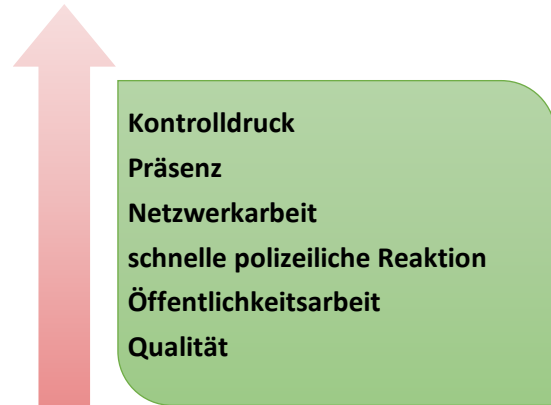 Kontrolldruck
Präsenz
Netzwerkarbeit
schnelle polizeiliche Reaktion
Öffentlichkeitsarbeit
Qualität